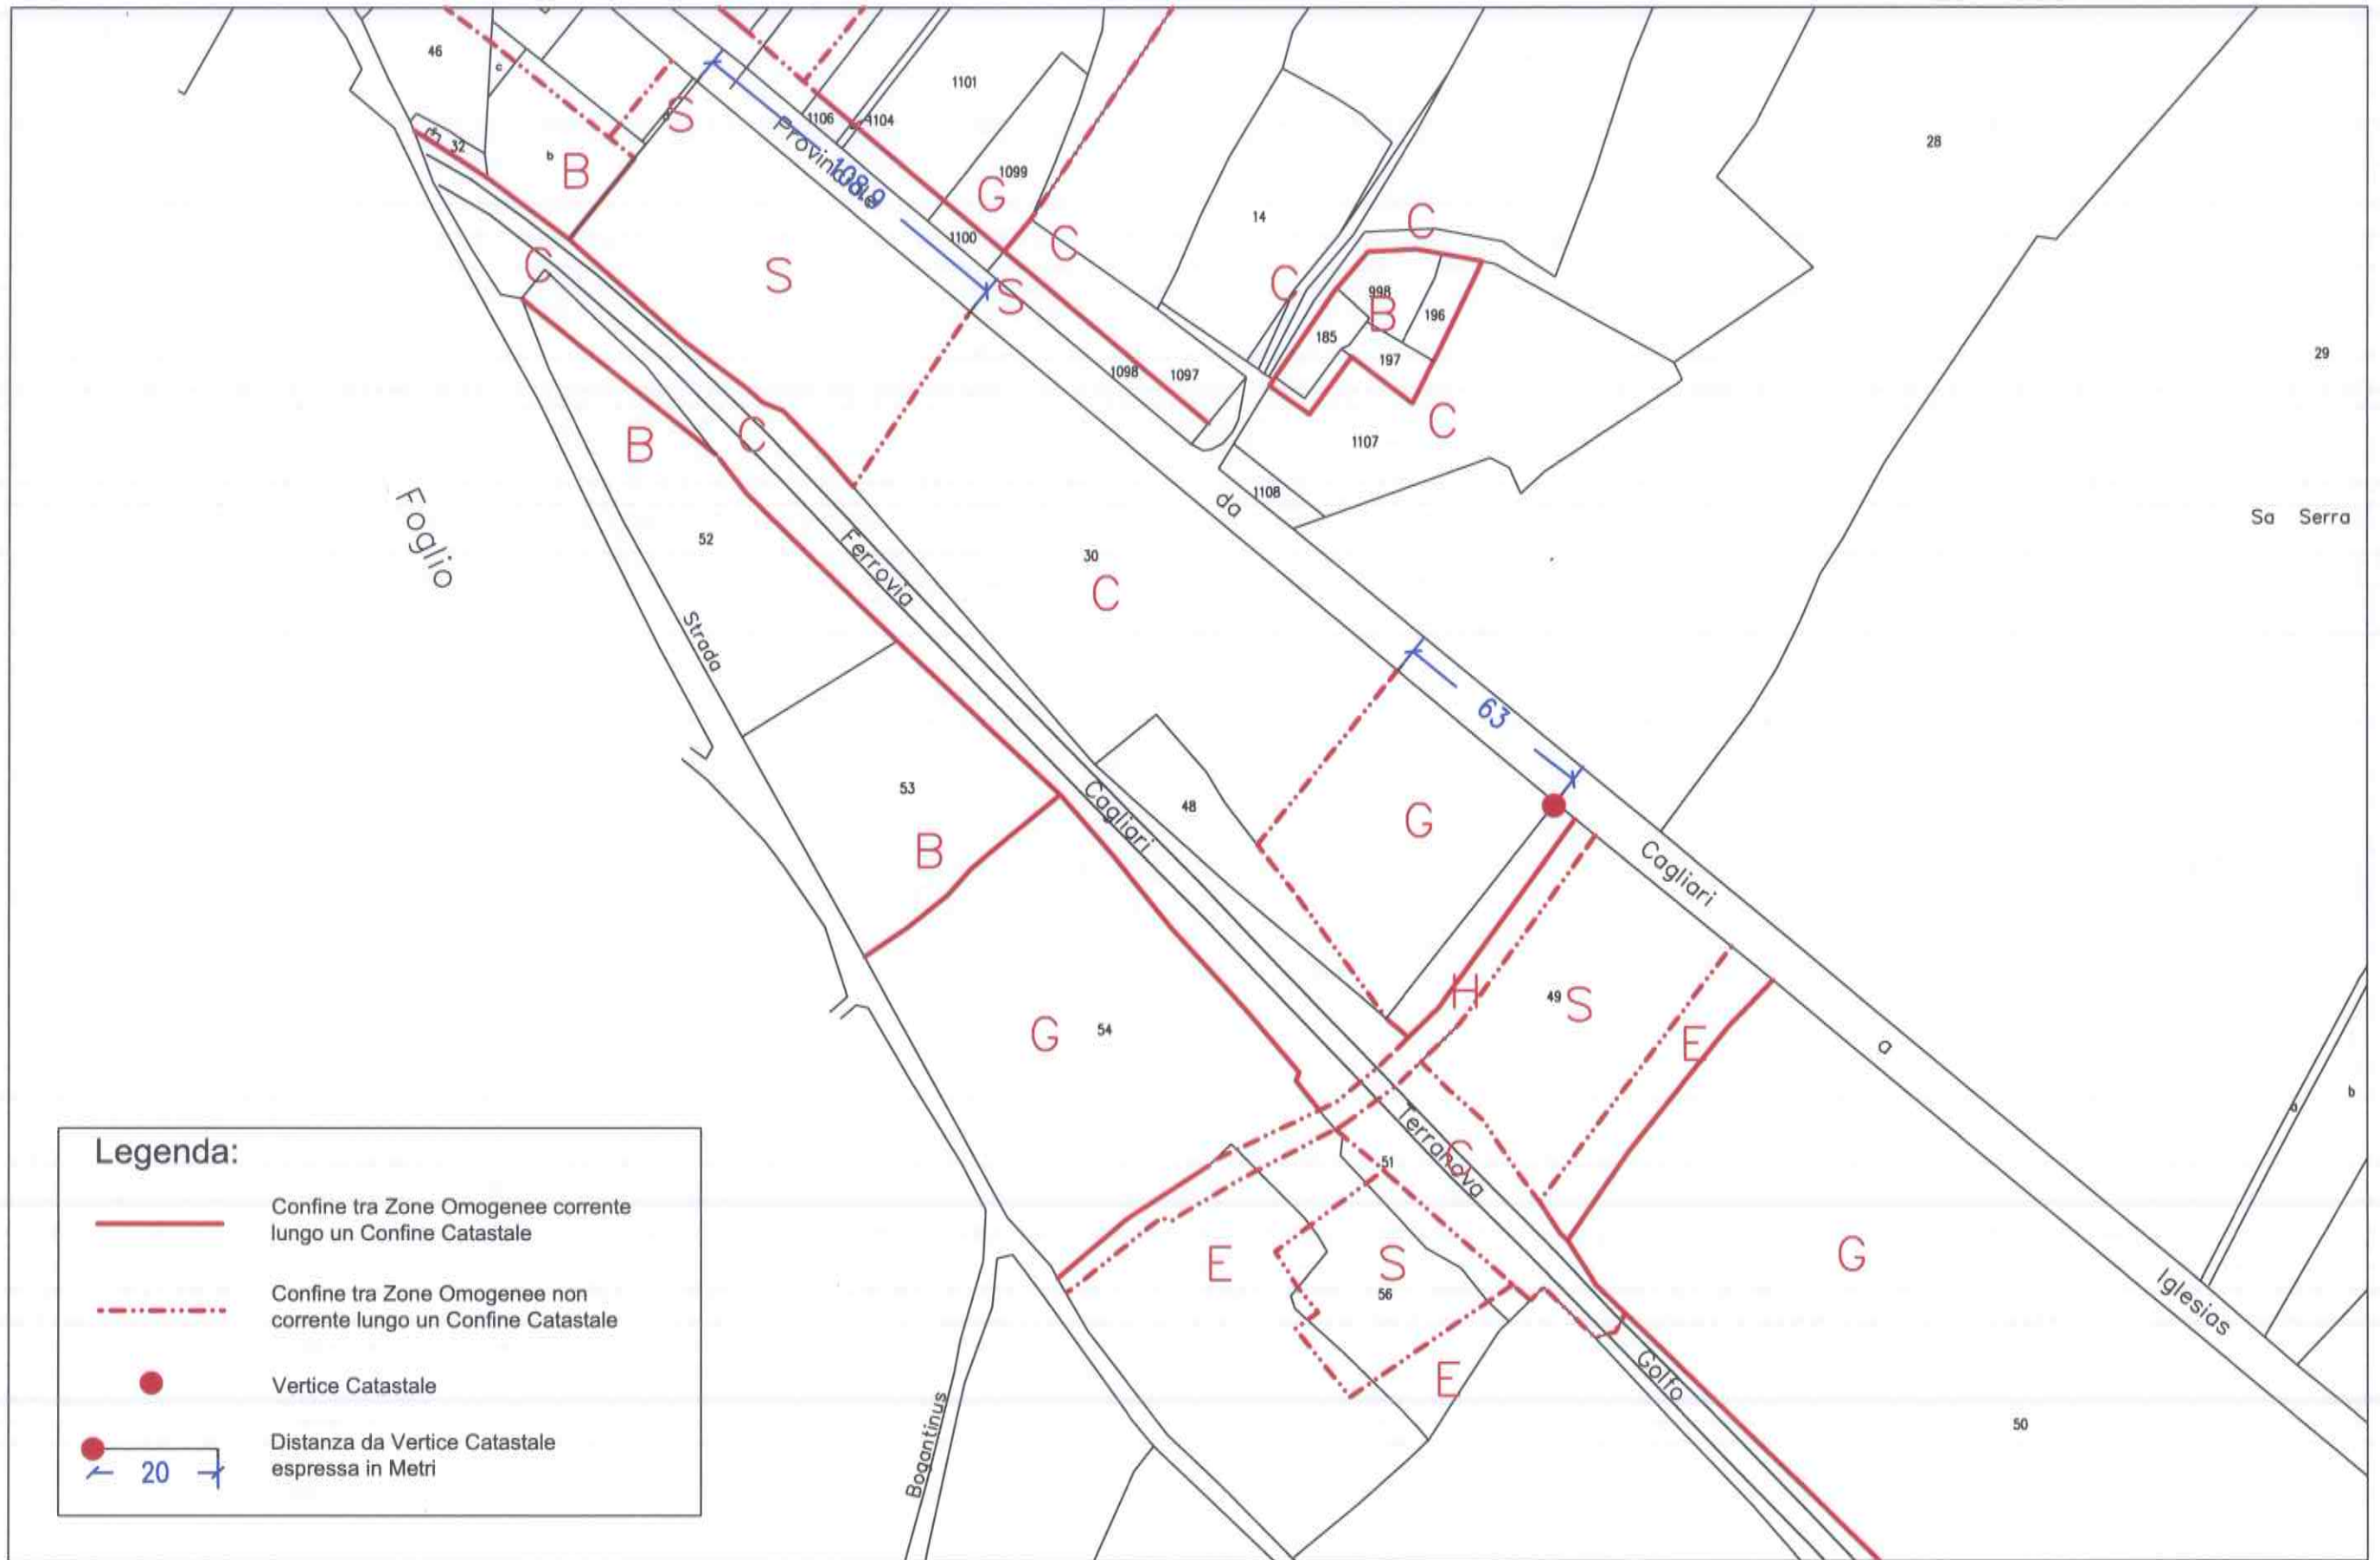 46
c
S
a
1106
1104
1101
32
b
B
Provinciale
108.9
1099
G
1100
28
14
C
C
C
C
S
S
998
B
196
185
197
29
1098
1097
C
B
C
1107
1108
da
Sa Serra
Foglio
52
Ferrovia
30
C
Strada
63
53
48
Cagliari
G
B
Cagliari
H
49
S
G
54
E
a
b
b
Terranova
C
51
E
S
56
G
Iglesias
E
Golfo
50
Bogantinus
Legenda:
Confine tra Zone Omogenee corrente
lungo un Confine Catastale
Confine tra Zone Omogenee non
corrente lungo un Confine Catastale
Vertice Catastale
Distanza da Vertice Catastale
espressa in Metri
20